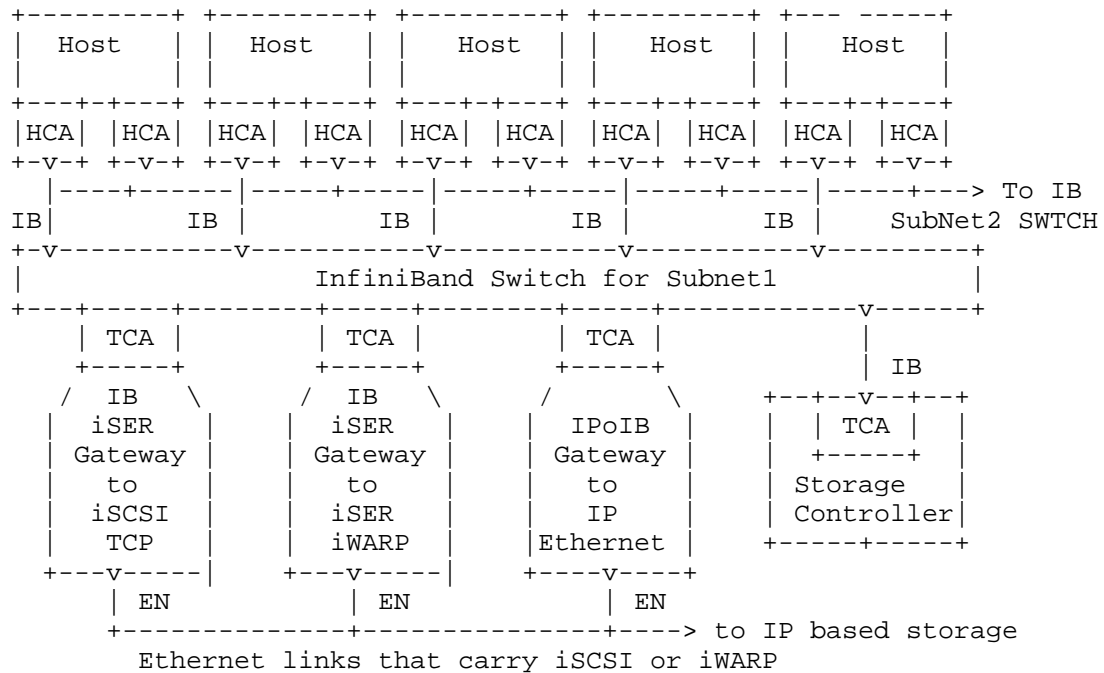 Host Host Host Host Host
HCA HCA HCA HCA HCA HCA HCA HCA HCA HCA
To IB
IB IB IB IB IB SubNet2 SWTCH
InfiniBand Switch for Subnet1
TCA TCA TCA
IB
IB IB
iSER iSER IPoIB TCA
Gateway Gateway Gateway
to to to Storage
iSCSI iSER IP Controller
TCP iWARP Ethernet
EN EN EN
to IP based storage
Ethernet links that carry iSCSI or iWARP